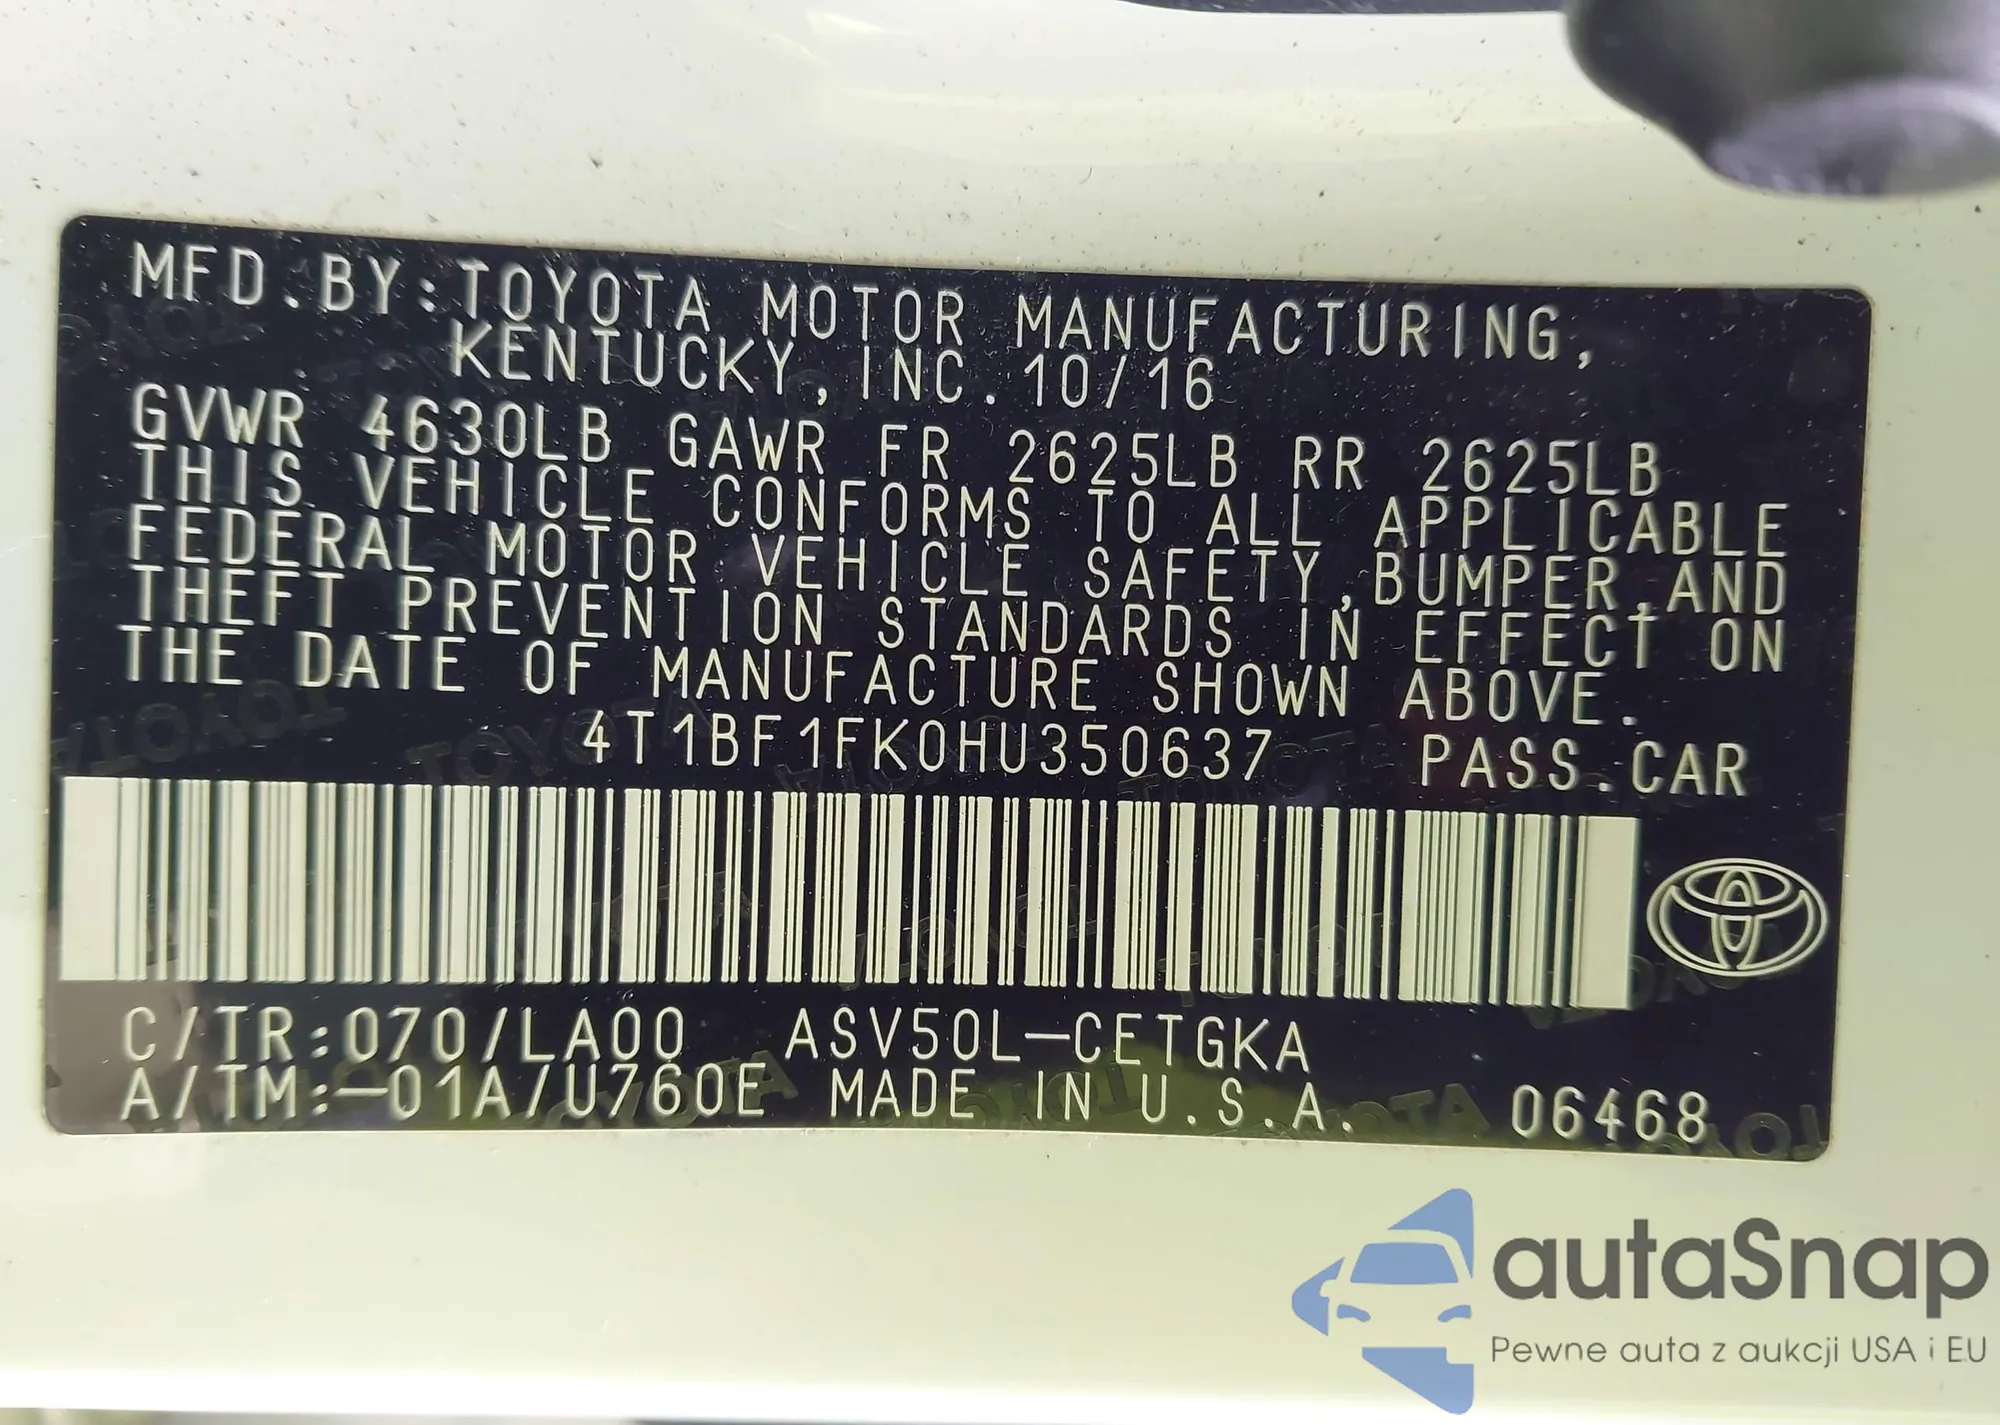 MFD.BY:TOYOTA MOTOR MANUFACTURING,
KENTUCKY,INC. 10/16
GVWR 4630LB GAWR FR 2625LB RR 2625LB
THIS VEHICLE CONFORMS TO ALL APPLICABLE
FEDERAL MOTOR VEHICLE SAFETY,BUMPER,AND
THEFT PREVENTION STANDARDS IN EFFECT ON
THE DATE OF MANUFACTURE SHOWN ABOVE.
4T1BF1FK0HU350637 PASS.CAR
C/TR:070/LA00 ASV50L-CETGKA
A/TM:-01A/U760E MADE IN U.S.A. 06468
autaSnap
Pewne auta z aukcji USA i EU